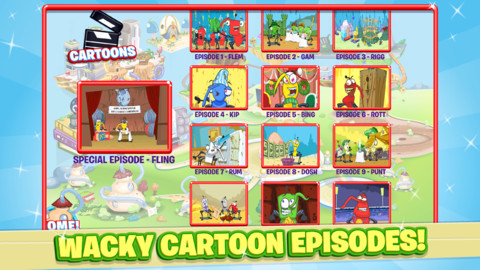 CARTOONS
SPECIAL EPISODE - FLING
EPISODE 1 - FLEM
EPISODE 2 - GAM
EPISODE 3 - RIGG
EPISODE 4 - KIP
EPISODE 5 - BING
EPISODE 6 - ROTT
EPISODE 7 - RUM
EPISODE 8 - DOSH
EPISODE 9 - PUNT
OME!
WACKY CARTOON EPISODES!